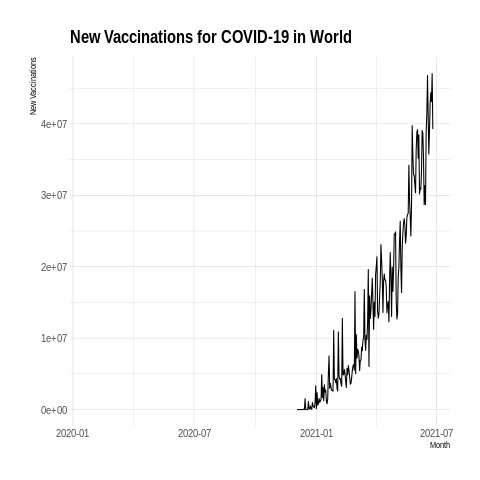 New Vaccinations for COVID-19 in World
New Vaccinations
4e+07
3e+07
2e+07
1e+07
0e+00
2020-01 2020-07 2021-01 2021-07
Month